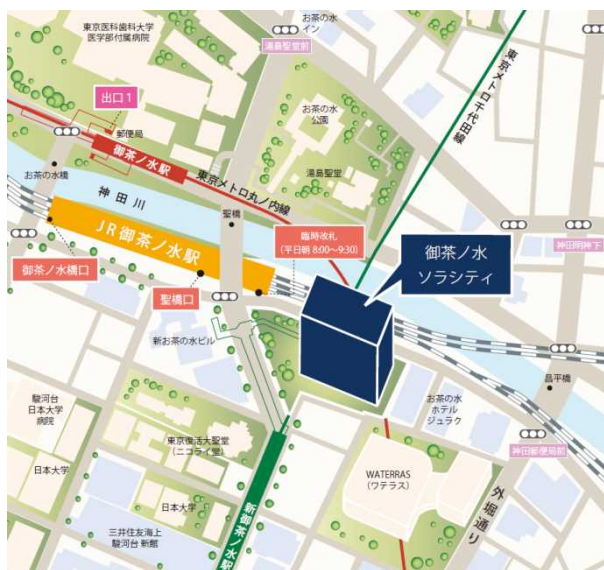 東京医科歯科大学
医学部付属病院
お茶の水
イン
湯島聖堂前
出口1
郵便局
御茶ノ水駅
お茶の水橋
東京メトロ千代田線
お茶の水
公園
湯島聖堂
東京メトロ丸ノ内線
神田川
聖橋
JR御茶ノ水駅
臨時改札
(平日朝 8:00~9:30)
御茶ノ水
ソラシティ
神田明神下
御茶ノ水橋口
聖橋口
新お茶の水ビル
昌平橋
駿河台
日本大学
病院
東京復活大聖堂
(ニコライ堂)
お茶の水
ホテル
ジュラク
神田郵便局前
日本大学
日本大学
WATERRAS
(ワテラス)
外堀通り
新御茶ノ水駅
三井住友海上
駿河台 新館